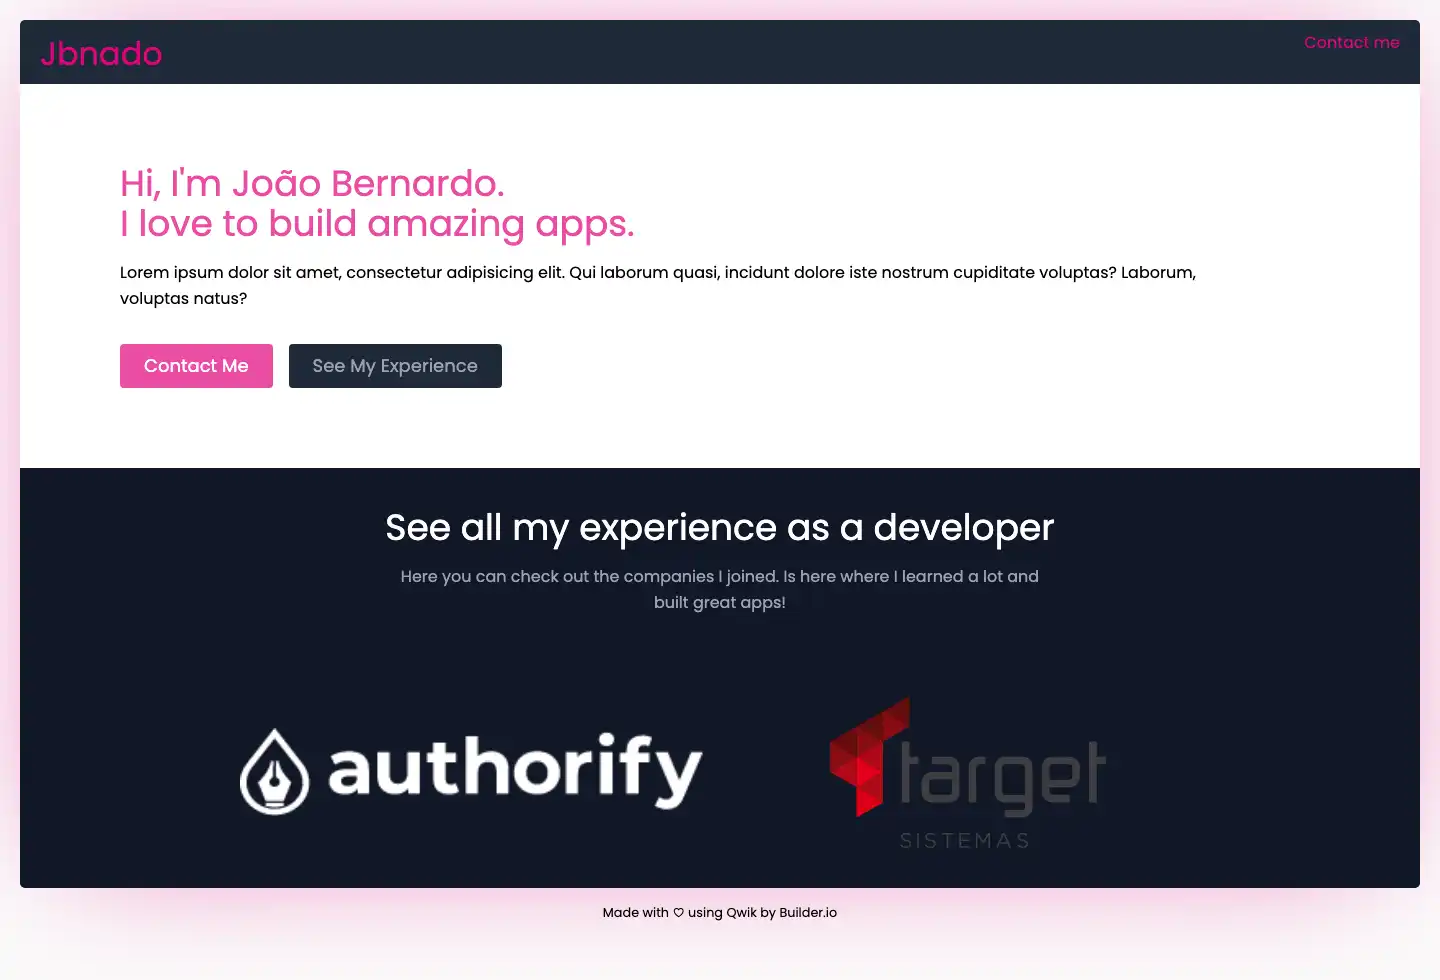 Jbnado
Contact me
Hi, I'm João Bernardo.
I love to build amazing apps.
Lorem ipsum dolor sit amet, consectetur adipisicing elit. Qui laborum quasi, incidunt dolore iste nostrum cupiditate voluptas? Laborum,
voluptas natus?
Contact Me
See My Experience
See all my experience as a developer
Here you can check out the companies I joined. Is here where I learned a lot and
built great apps!
authorify
target
SISTEMAS
Made with ♡ using Qwik by Builder.io